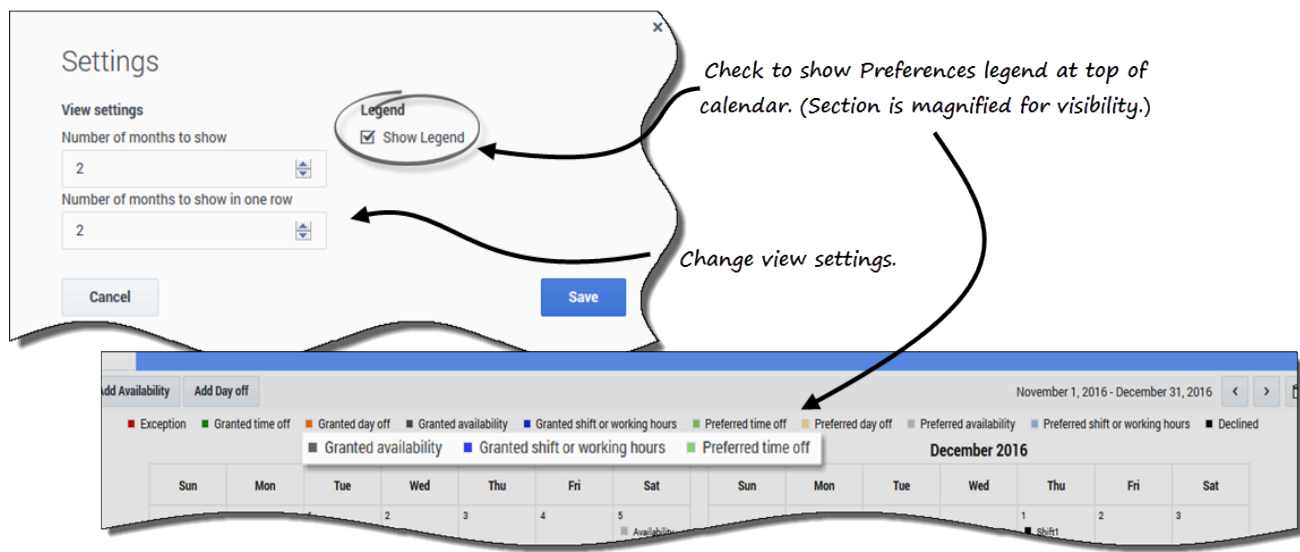 ×
Settings
View settings
Legend
Number of months to show
Show Legend
2
Number of months to show in one row
2
Cancel
Save
Check to show Preferences legend at top of
calendar. (Section is magnified for visibility.)
Change view settings.
Add Availability Add Day off November 1, 2016 - December 31, 2016 < >
Exception Granted time off Granted day off Granted availability Granted shift or working hours Preferred time off Preferred day off Preferred availability Preferred shift or working hours Declined
Granted availability Granted shift or working hours Preferred time off
December 2016
Sun Mon Tue Wed Thu Fri Sat Sun Mon Tue Wed Thu Fri Sat
1 2 3 4 5 1 2 3
Availability Shift1